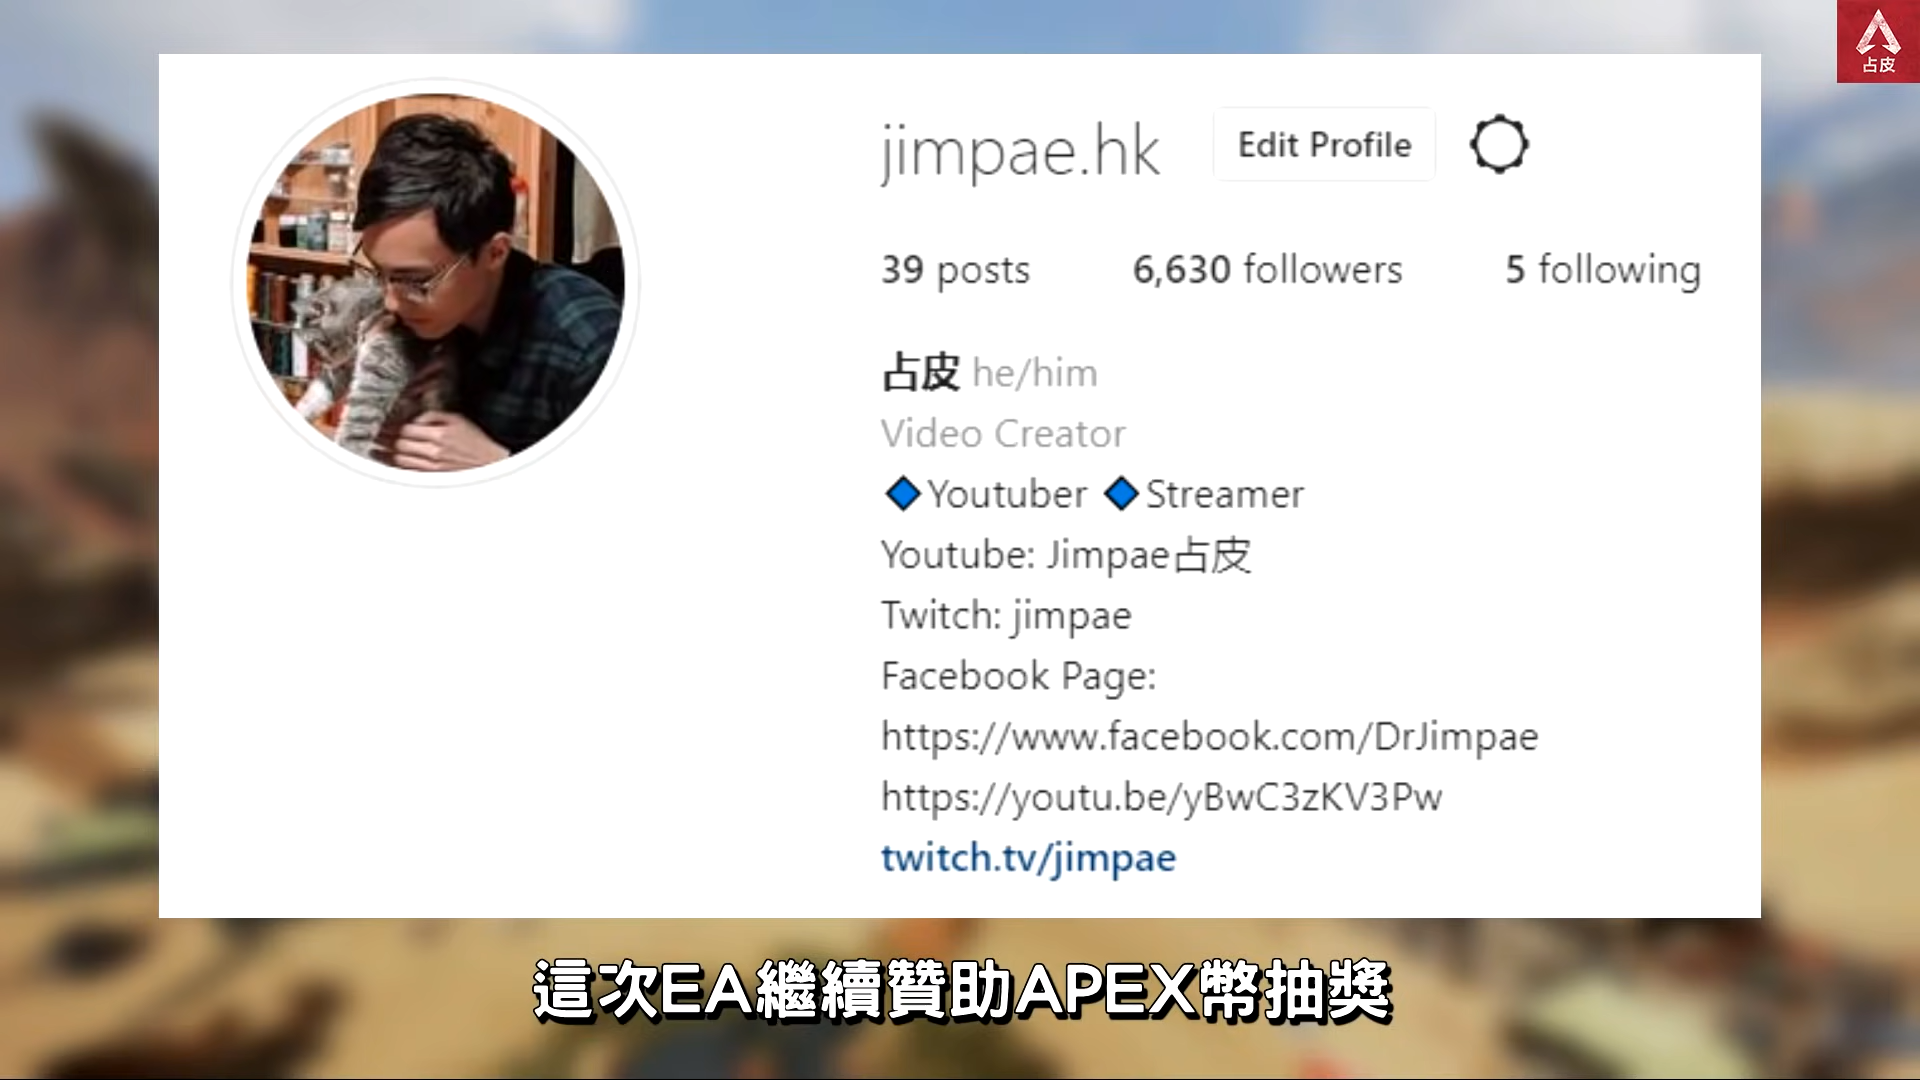 占皮
jimpae.hk Edit Profile
39 posts 6,630 followers 5 following
占皮 he/him
Video Creator
🔷Youtuber 🔷Streamer
Youtube: Jimpae占皮
Twitch: jimpae
Facebook Page:
https://www.facebook.com/DrJimpae
https://youtu.be/yBwC3zKV3Pw
twitch.tv/jimpae
這次EA繼續贊助APEX幣抽獎